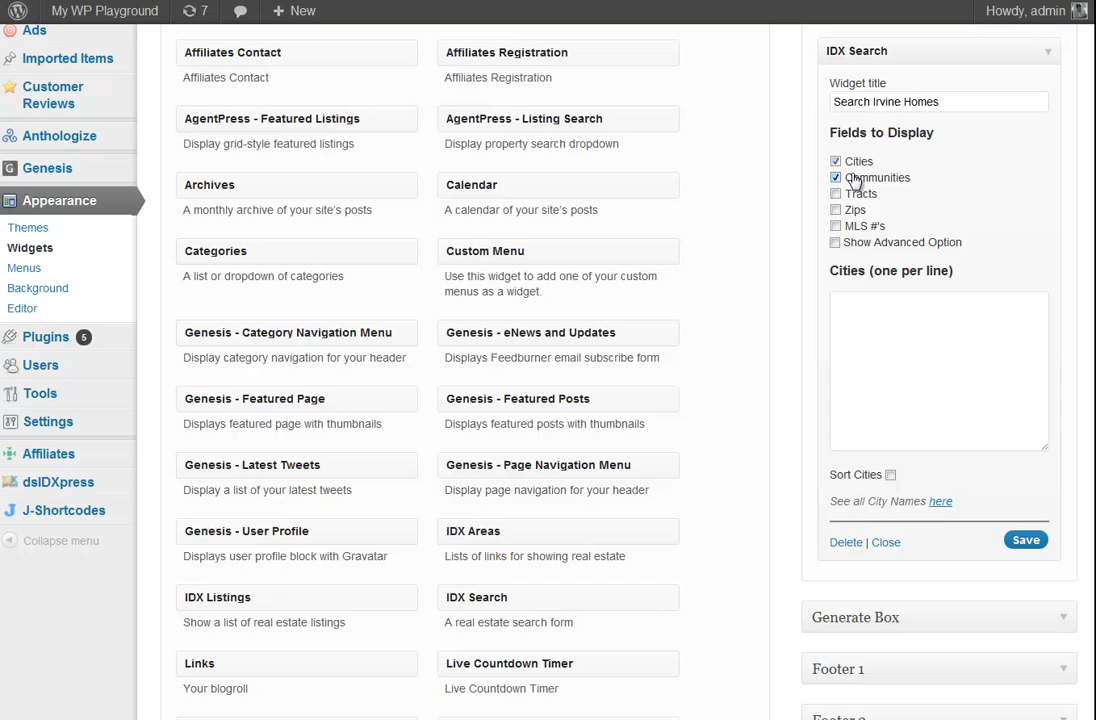 My WP Playground
7
New
Howdy, admin
Ads
Imported Items
Customer
Reviews
Anthologize
Genesis
Appearance
Themes
Widgets
Menus
Background
Editor
Plugins 5
Users
Tools
Settings
Affiliates
dsIDXpress
J-Shortcodes
Collapse menu
Affiliates Contact
Affiliates Contact
Affiliates Registration
Affiliates Registration
AgentPress - Featured Listings
Display grid-style featured listings
AgentPress - Listing Search
Display property search dropdown
Archives
A monthly archive of your site's posts
Calendar
A calendar of your site's posts
Categories
A list or dropdown of categories
Custom Menu
Use this widget to add one of your custom
menus as a widget.
Genesis - Category Navigation Menu
Display category navigation for your header
Genesis - eNews and Updates
Displays Feedburner email subscribe form
Genesis - Featured Page
Displays featured page with thumbnails
Genesis - Featured Posts
Displays featured posts with thumbnails
Genesis - Latest Tweets
Display a list of your latest tweets
Genesis - Page Navigation Menu
Display page navigation for your header
Genesis - User Profile
Displays user profile block with Gravatar
IDX Areas
Lists of links for showing real estate
IDX Listings
Show a list of real estate listings
IDX Search
A real estate search form
Links
Your blogroll
Live Countdown Timer
Live Countdown Timer
IDX Search
Widget title
Search Irvine Homes
Fields to Display
Cities
Communities
Tracts
Zips
MLS #'s
Show Advanced Option
Cities (one per line)
Sort Cities
See all City Names here
Delete | Close
Save
Generate Box
Footer 1
Footer 2